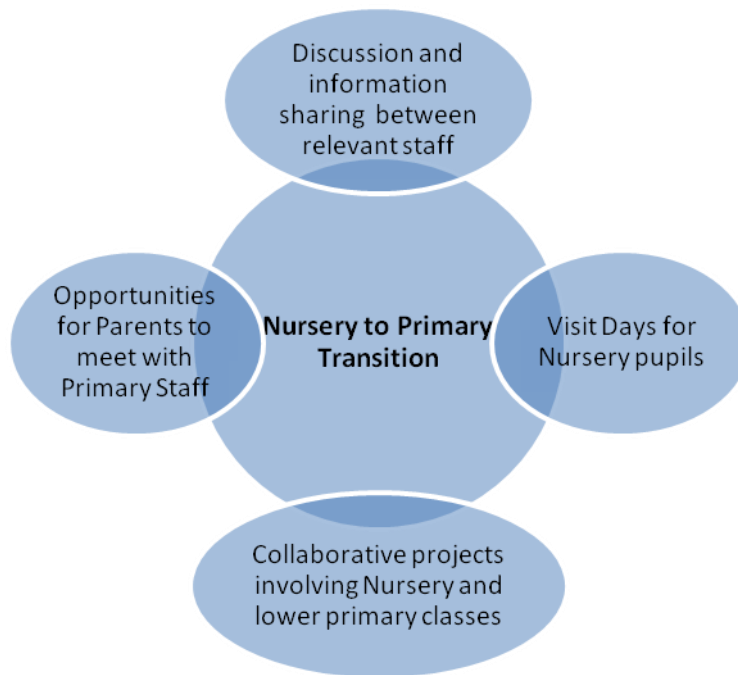 Discussion and
information
sharing between
relevant staff
Opportunities
for Parents to
meet with
Primary Staff
Nursery to Primary
Transition
Visit Days for
Nursery pupils
Collaborative projects
involving Nursery and
lower primary classes